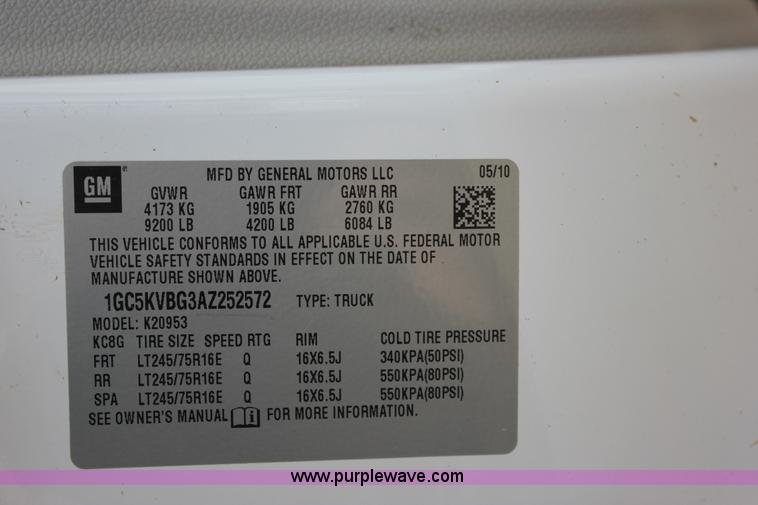 GM
MFD BY GENERAL MOTORS LLC 05/10
GVWR GAWR FRT GAWR RR
4173 KG 1905 KG 2760 KG
9200 LB 4200 LB 6084 LB
THIS VEHICLE CONFORMS TO ALL APPLICABLE U.S. FEDERAL MOTOR
VEHICLE SAFETY STANDARDS IN EFFECT ON THE DATE OF
MANUFACTURE SHOWN ABOVE.
1GC5KVBG3AZ252572 TYPE: TRUCK
MODEL: K20953
KC8G TIRE SIZE SPEED RTG RIM COLD TIRE PRESSURE
FRT LT245/75R16E Q 16X6.5J 340KPA(50PSI)
RR LT245/75R16E Q 16X6.5J 550KPA(80PSI)
SPA LT245/75R16E Q 16X6.5J 550KPA(80PSI)
SEE OWNER'S MANUAL FOR MORE INFORMATION.
www.purplewave.com